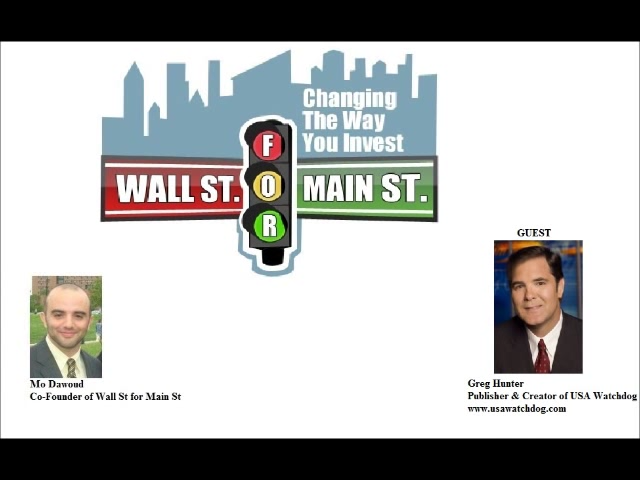 Changing
The Way
You Invest
WALL ST. FOR MAIN ST.
GUEST
Mo Dawoud
Co-Founder of Wall St for Main St
Greg Hunter
Publisher & Creator of USA Watchdog
www.usawatchdog.com